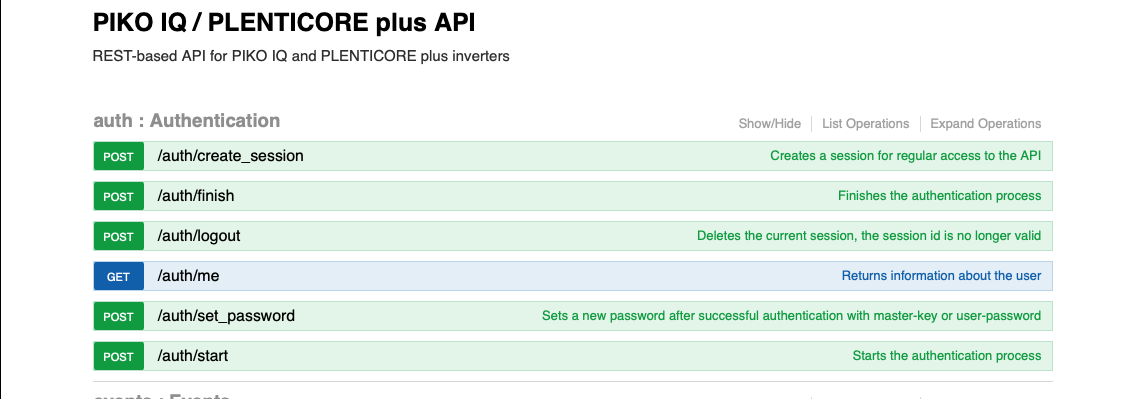 PIKO IQ / PLENTICORE plus API
REST-based API for PIKO IQ and PLENTICORE plus inverters
auth : Authentication Show/Hide List Operations Expand Operations
POST /auth/create_session Creates a session for regular access to the API
POST /auth/finish Finishes the authentication process
POST /auth/logout Deletes the current session, the session id is no longer valid
GET /auth/me Returns information about the user
POST /auth/set_password Sets a new password after successful authentication with master-key or user-password
POST /auth/start Starts the authentication process
events : Events